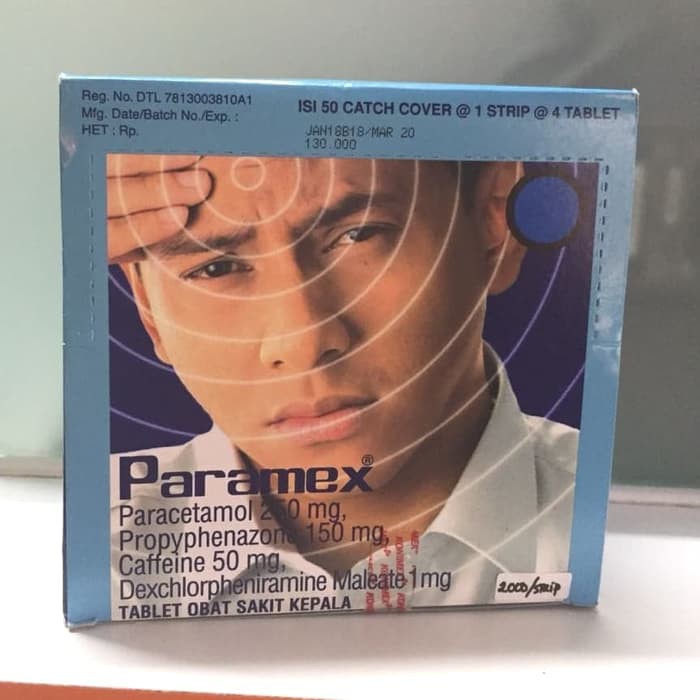 Reg. No. DTL 7813003810A1
Mfg. Date/Batch No./Exp. :
HET : Rp.
ISI 50 CATCH COVER @ 1 STRIP @ 4 TABLET
JAN18B18/MAR 20
130.000
Paramex®
Paracetamol 250 mg,
Propyphenazone 150 mg,
Caffeine 50 mg,
Dexchlorpheniramine Maleate 1 mg
TABLET OBAT SAKIT KEPALA
2000/STRIP